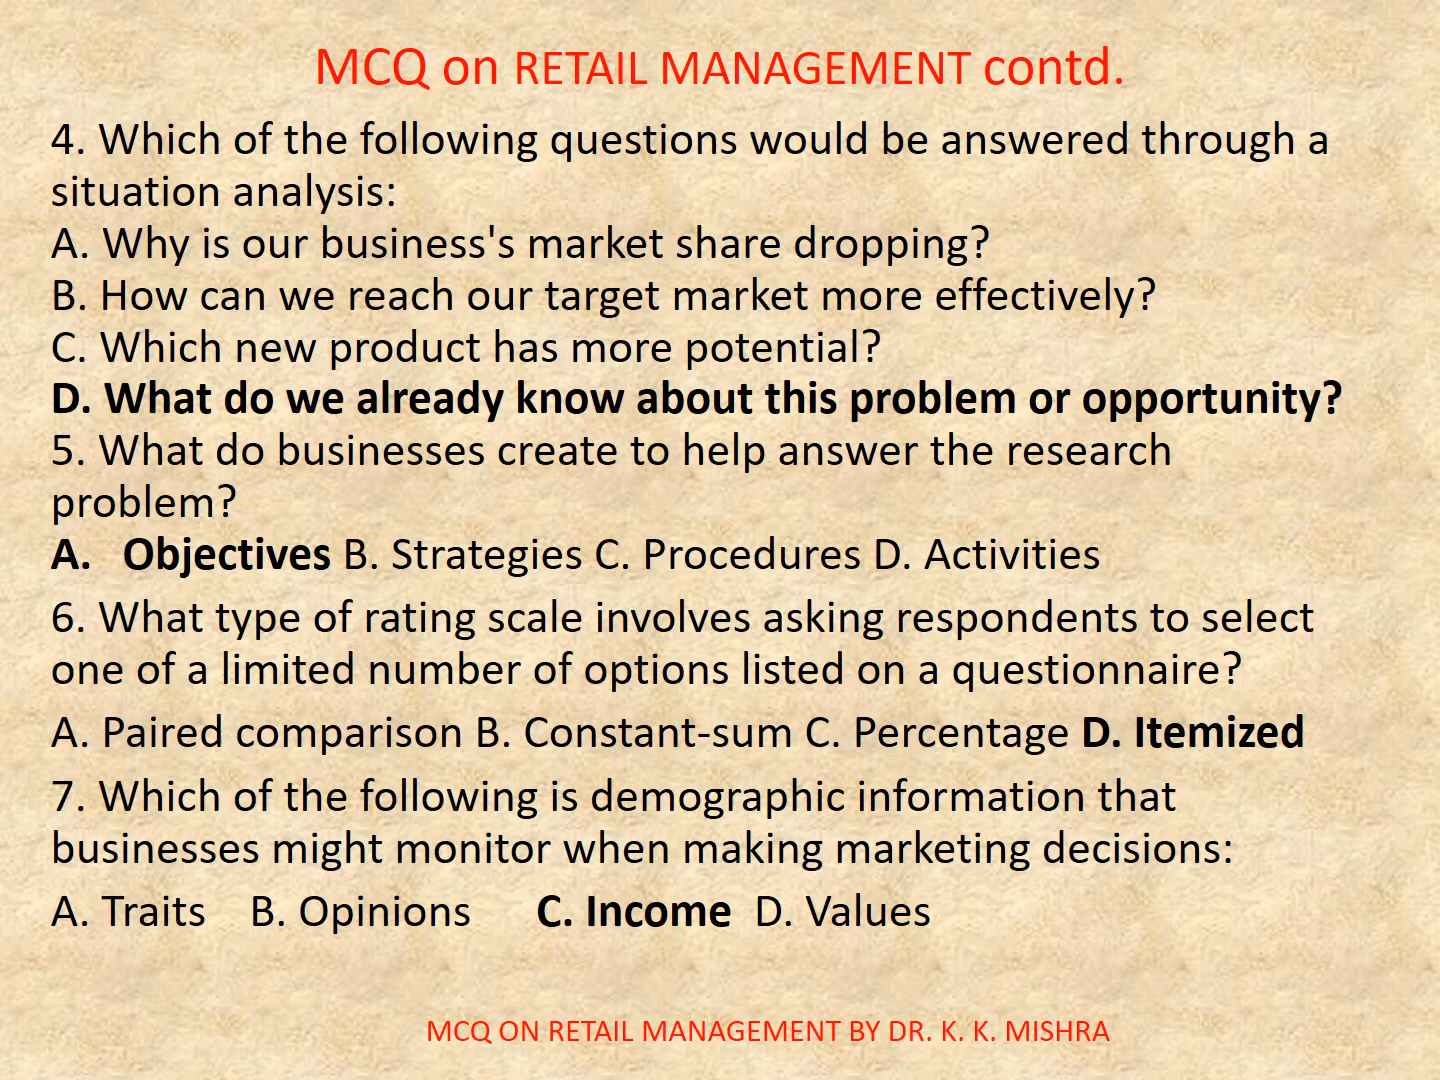 MCQ on RETAIL MANAGEMENT contd.
4. Which of the following questions would be answered through a
situation analysis:
A. Why is our business's market share dropping?
B. How can we reach our target market more effectively?
C. Which new product has more potential?
D. What do we already know about this problem or opportunity?
5. What do businesses create to help answer the research
problem?
A. Objectives B. Strategies C. Procedures D. Activities
6. What type of rating scale involves asking respondents to select
one of a limited number of options listed on a questionnaire?
A. Paired comparison B. Constant-sum C. Percentage D. Itemized
7. Which of the following is demographic information that
businesses might monitor when making marketing decisions:
A. Traits B. Opinions C. Income D. Values
MCQ ON RETAIL MANAGEMENT BY DR. K. K. MISHRA